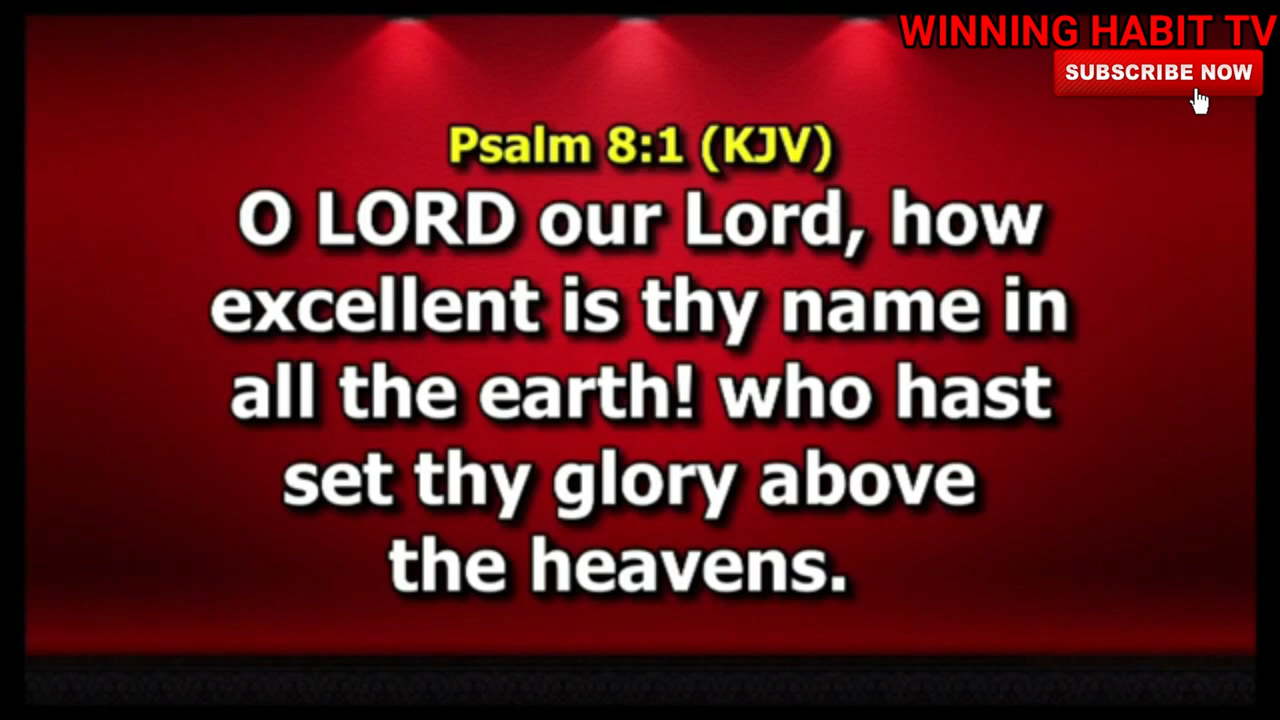 WINNING HABIT TV
SUBSCRIBE NOW
Psalm 8:1 (KJV)
O LORD our Lord, how
excellent is thy name in
all the earth! who hast
set thy glory above
the heavens.